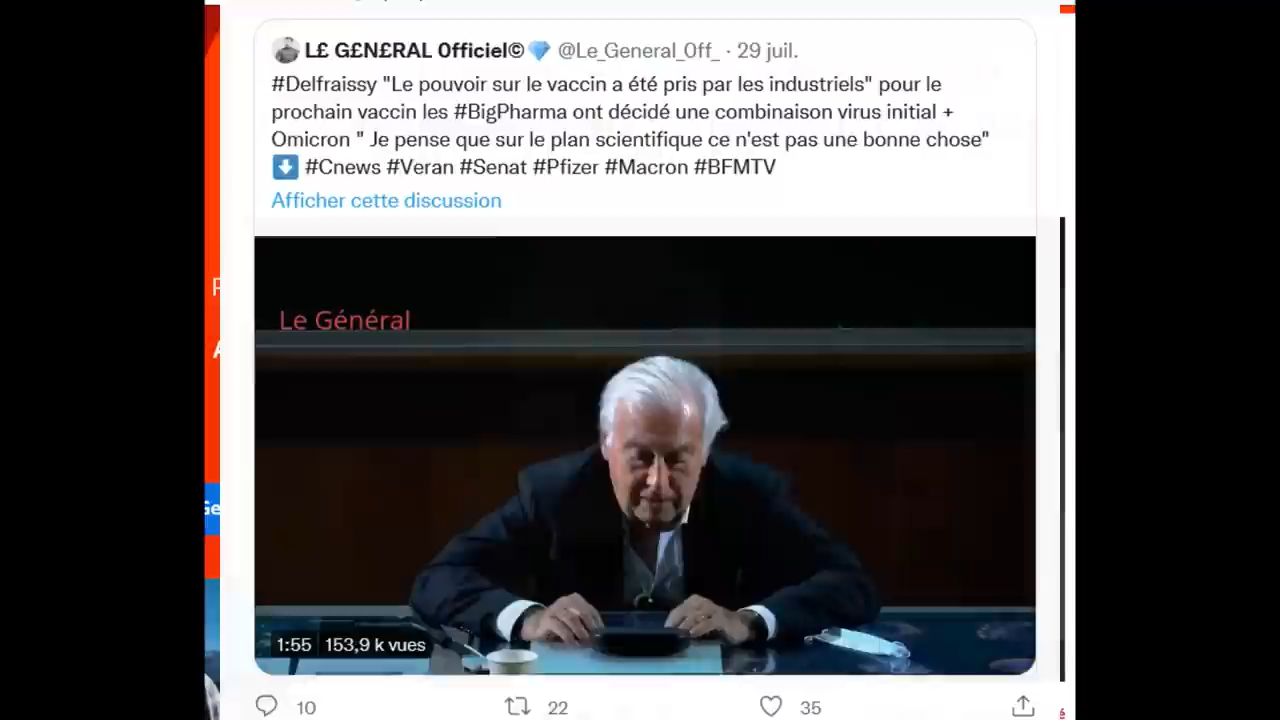 L£ G£N£RAL 0fficiel©💎 @Le_General_0ff_ · 29 juil.
#Delfraissy "Le pouvoir sur le vaccin a été pris par les industriels" pour le
prochain vaccin les #BigPharma ont décidé une combinaison virus initial +
Omicron " Je pense que sur le plan scientifique ce n'est pas une bonne chose"
⬇️ #Cnews #Veran #Senat #Pfizer #Macron #BFMTV
Afficher cette discussion
Le Général
1:55 153,9 k vues
10 22 35